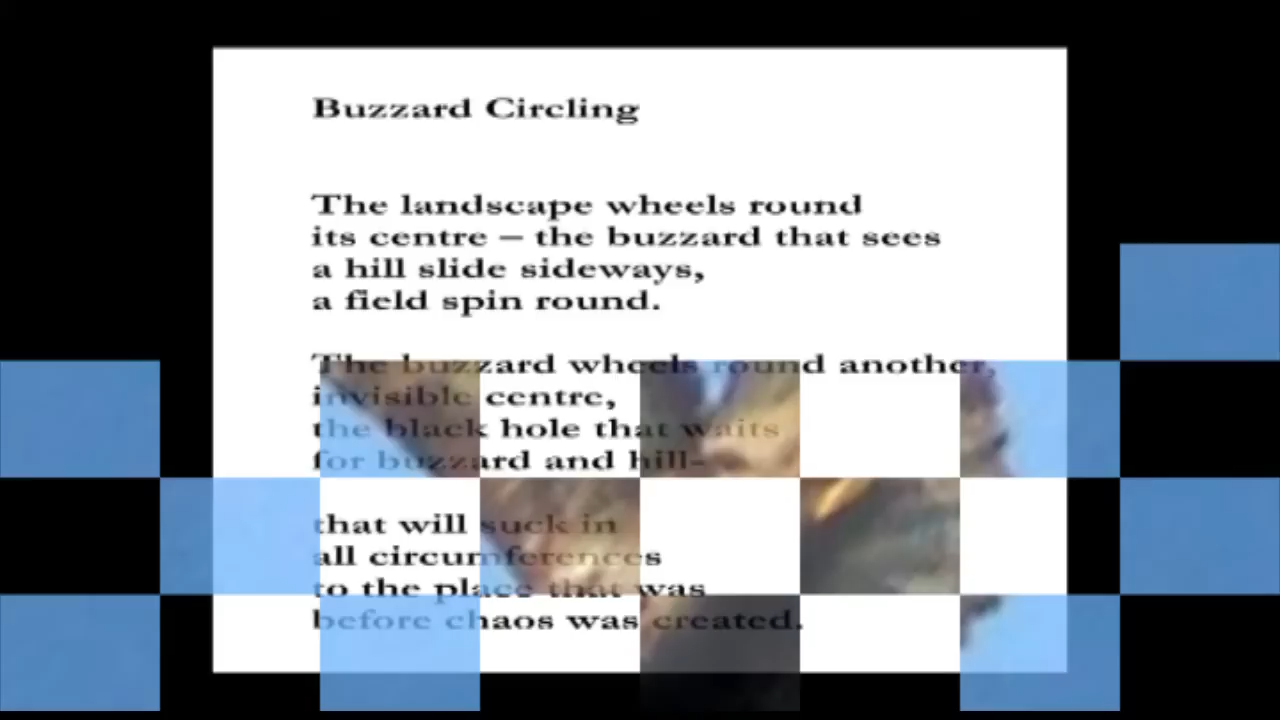 Buzzard Circling
The landscape wheels round
its centre – the buzzard that sees
a hill slide sideways,
a field spin round.
The buzzard wheels round another,
invisible centre,
the black hole that waits
for buzzard and hill-
that will suck in
all circumferences
to the place that was
before chaos was created.